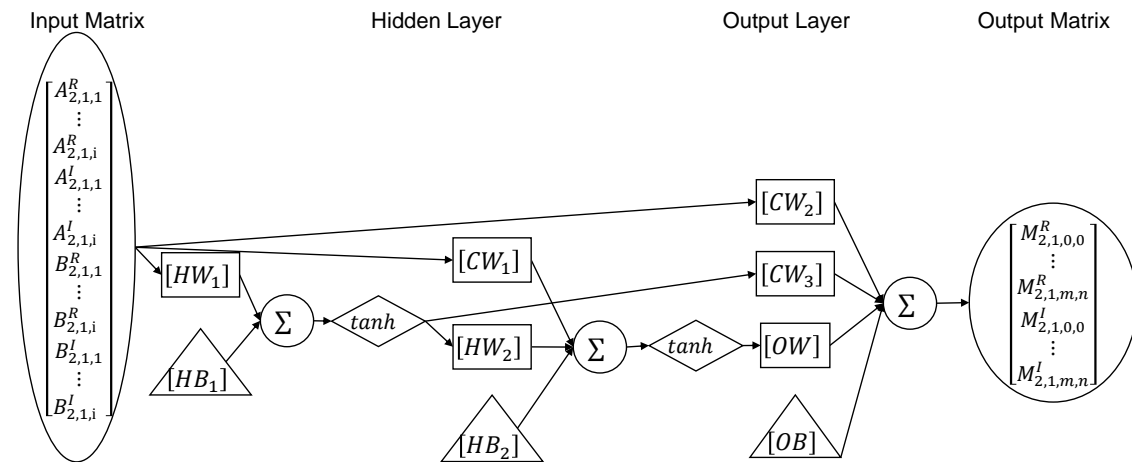 Input Matrix
Hidden Layer
Output Layer
Output Matrix
A^R_{2,1,1}
⋮
A^R_{2,1,i}
A^I_{2,1,1}
⋮
A^I_{2,1,i}
B^R_{2,1,1}
⋮
B^R_{2,1,i}
B^I_{2,1,1}
⋮
B^I_{2,1,i}
[HW_1]
[HB_1]
Σ
tanh
[CW_1]
[HW_2]
[HB_2]
Σ
tanh
[CW_2]
[CW_3]
[OW]
[OB]
Σ
M^R_{2,1,0,0}
⋮
M^R_{2,1,m,n}
M^I_{2,1,0,0}
⋮
M^I_{2,1,m,n}